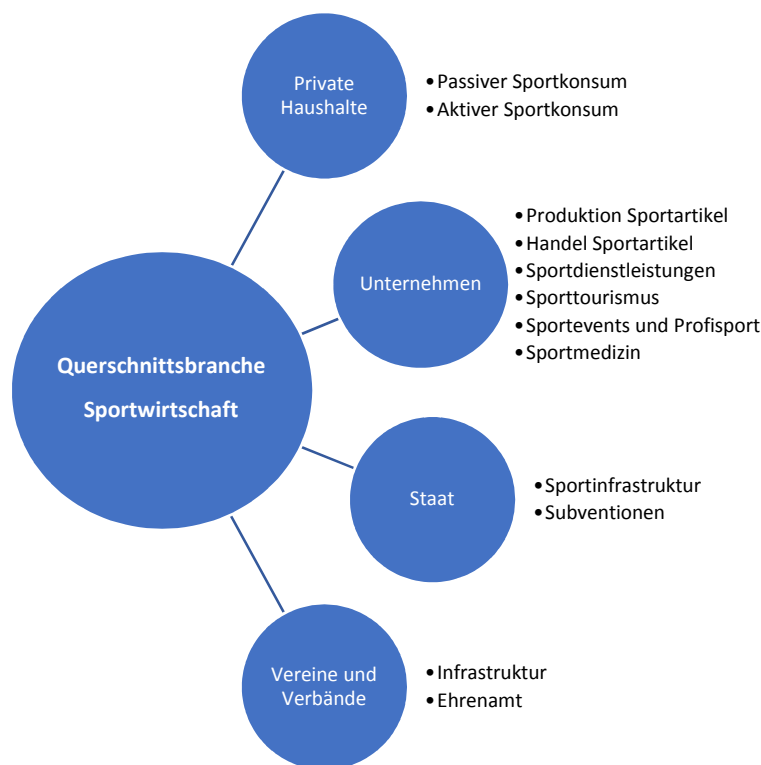 Private
Haushalte
•Passiver Sportkonsum
•Aktiver Sportkonsum
Unternehmen
•Produktion Sportartikel
•Handel Sportartikel
•Sportdienstleistungen
•Sporttourismus
•Sportevents und Profisport
•Sportmedizin
Querschnittsbranche
Sportwirtschaft
Staat
•Sportinfrastruktur
•Subventionen
Vereine und
Verbände
•Infrastruktur
•Ehrenamt